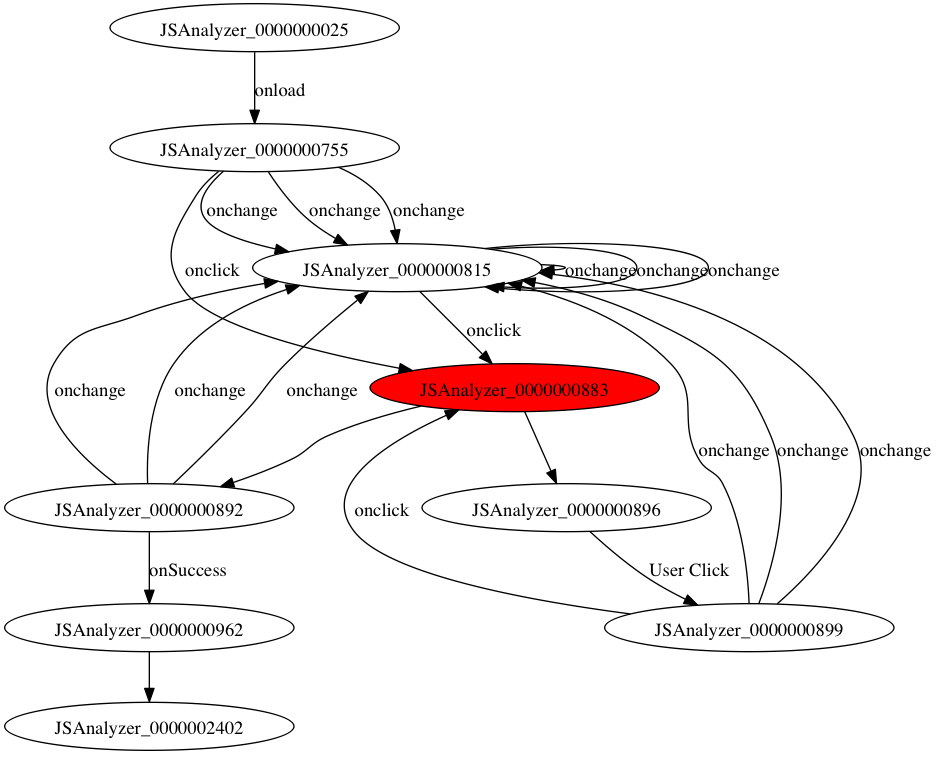 JSAnalyzer_0000000025
onload
JSAnalyzer_0000000755
onchange
onchange
onchange
onclick
JSAnalyzer_0000000815
onchange
onchange
onchange
onclick
JSAnalyzer_0000000883
onchange
onchange
onchange
onchange
onchange
onchange
JSAnalyzer_0000000892
onclick
JSAnalyzer_0000000896
onSuccess
User Click
JSAnalyzer_0000000962
JSAnalyzer_0000000899
JSAnalyzer_0000002402